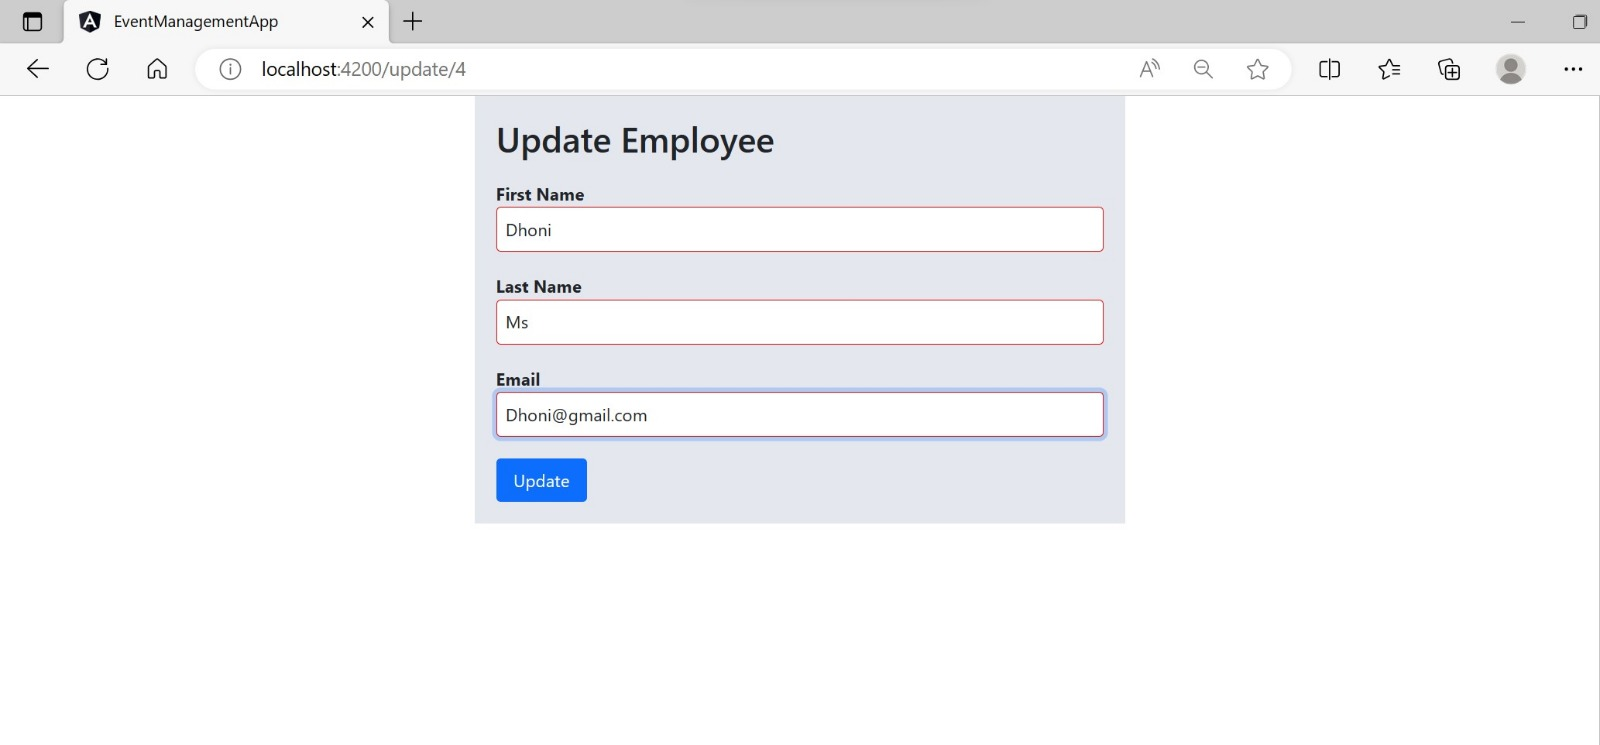 EventManagementApp
localhost:4200/update/4
Update Employee
First Name
Dhoni
Last Name
Ms
Email
Dhoni@gmail.com
Update